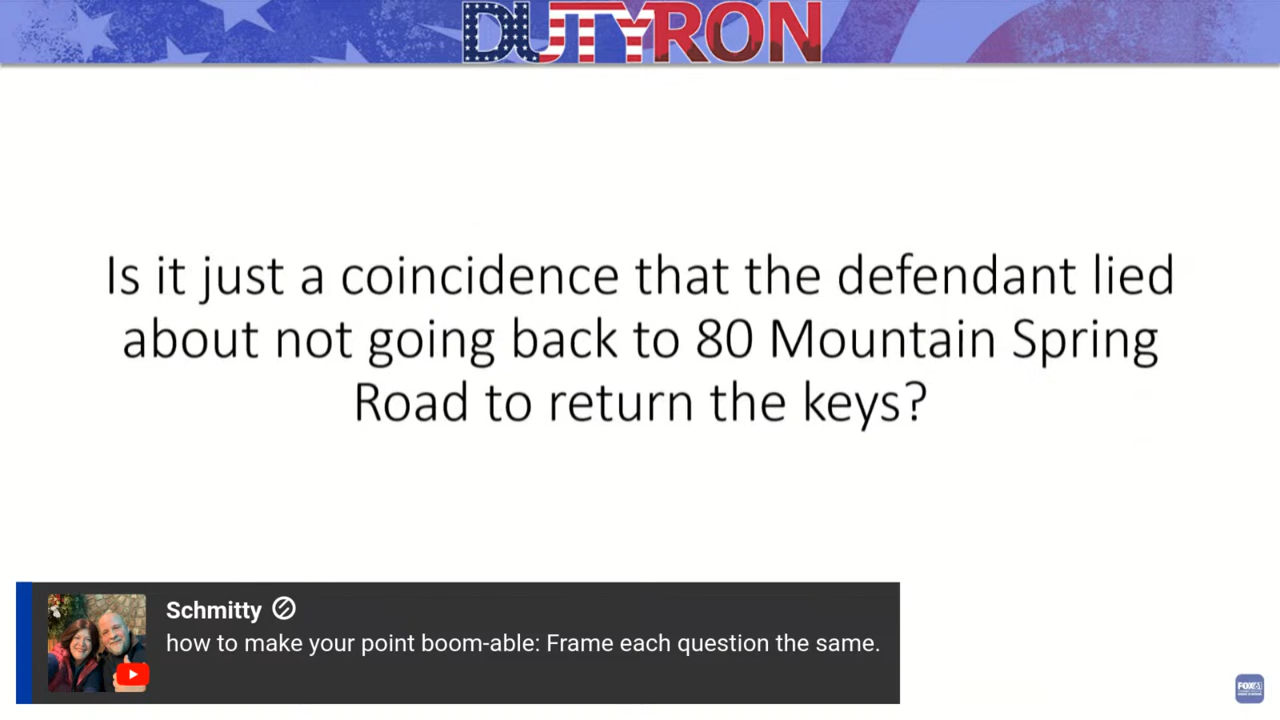 DUTYRON
Is it just a coincidence that the defendant lied
about not going back to 80 Mountain Spring
Road to return the keys?
Schmitty
how to make your point boom-able: Frame each question the same.
FOX61